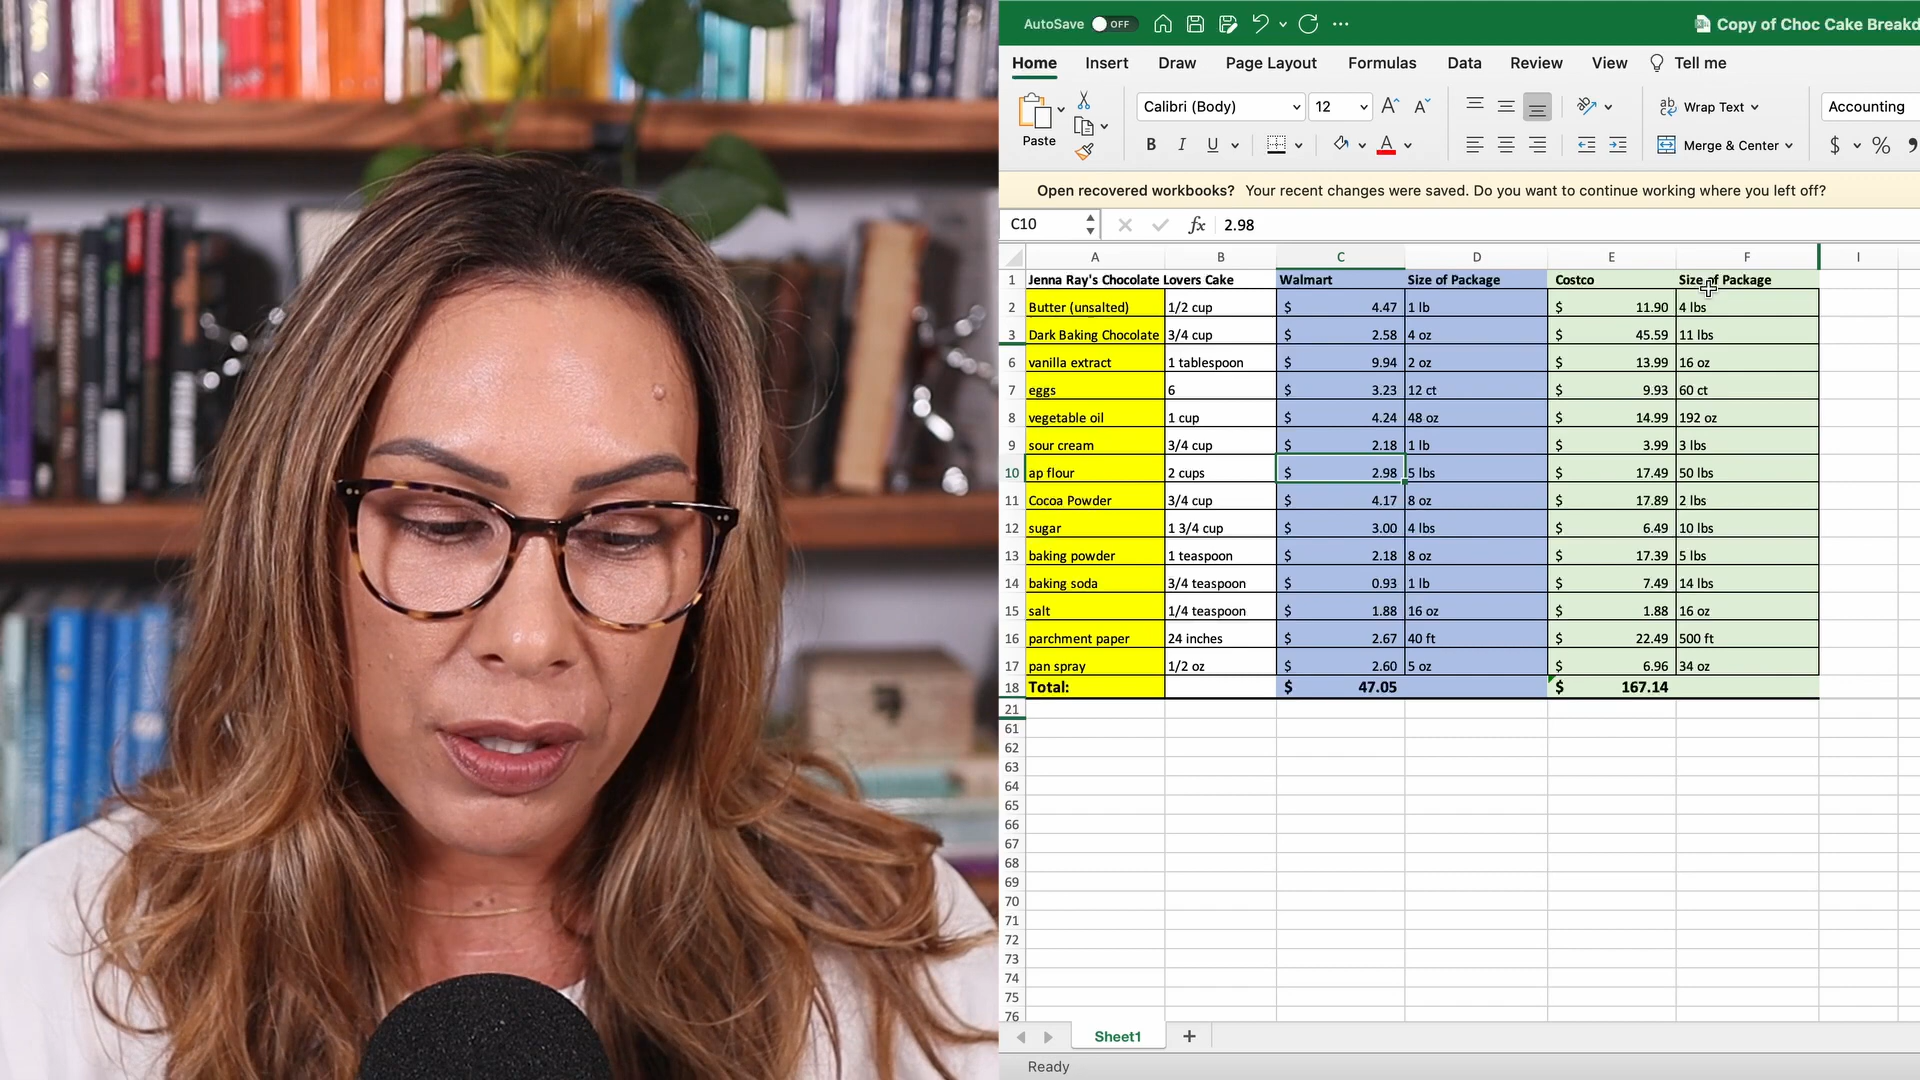 AutoSave OFF Copy of Choc Cake Breakd
Home Insert Draw Page Layout Formulas Data Review View Tell me
Paste Calibri (Body) 12 A A Wrap Text Accounting
B I U A Merge & Center $ %
Open recovered workbooks? Your recent changes were saved. Do you want to continue working where you left off?
C10 fx 2.98
A B C D E F I
1 Jenna Ray's Chocolate Lovers Cake Walmart Size of Package Costco Size of Package
2 Butter (unsalted) 1/2 cup $ 4.47 1 lb $ 11.90 4 lbs
3 Dark Baking Chocolate 3/4 cup $ 2.58 4 oz $ 45.59 11 lbs
6 vanilla extract 1 tablespoon $ 9.94 2 oz $ 13.99 16 oz
7 eggs 6 $ 3.23 12 ct $ 9.93 60 ct
8 vegetable oil 1 cup $ 4.24 48 oz $ 14.99 192 oz
9 sour cream 3/4 cup $ 2.18 1 lb $ 3.99 3 lbs
10 ap flour 2 cups $ 2.98 5 lbs $ 17.49 50 lbs
11 Cocoa Powder 3/4 cup $ 4.17 8 oz $ 17.89 2 lbs
12 sugar 1 3/4 cup $ 3.00 4 lbs $ 6.49 10 lbs
13 baking powder 1 teaspoon $ 2.18 8 oz $ 17.39 5 lbs
14 baking soda 3/4 teaspoon $ 0.93 1 lb $ 7.49 14 lbs
15 salt 1/4 teaspoon $ 1.88 16 oz $ 1.88 16 oz
16 parchment paper 24 inches $ 2.67 40 ft $ 22.49 500 ft
17 pan spray 1/2 oz $ 2.60 5 oz $ 6.96 34 oz
18 Total: $ 47.05 $ 167.14
21
61
62
63
64
65
66
67
68
69
70
71
72
73
74
75
76
Sheet1 +
Ready